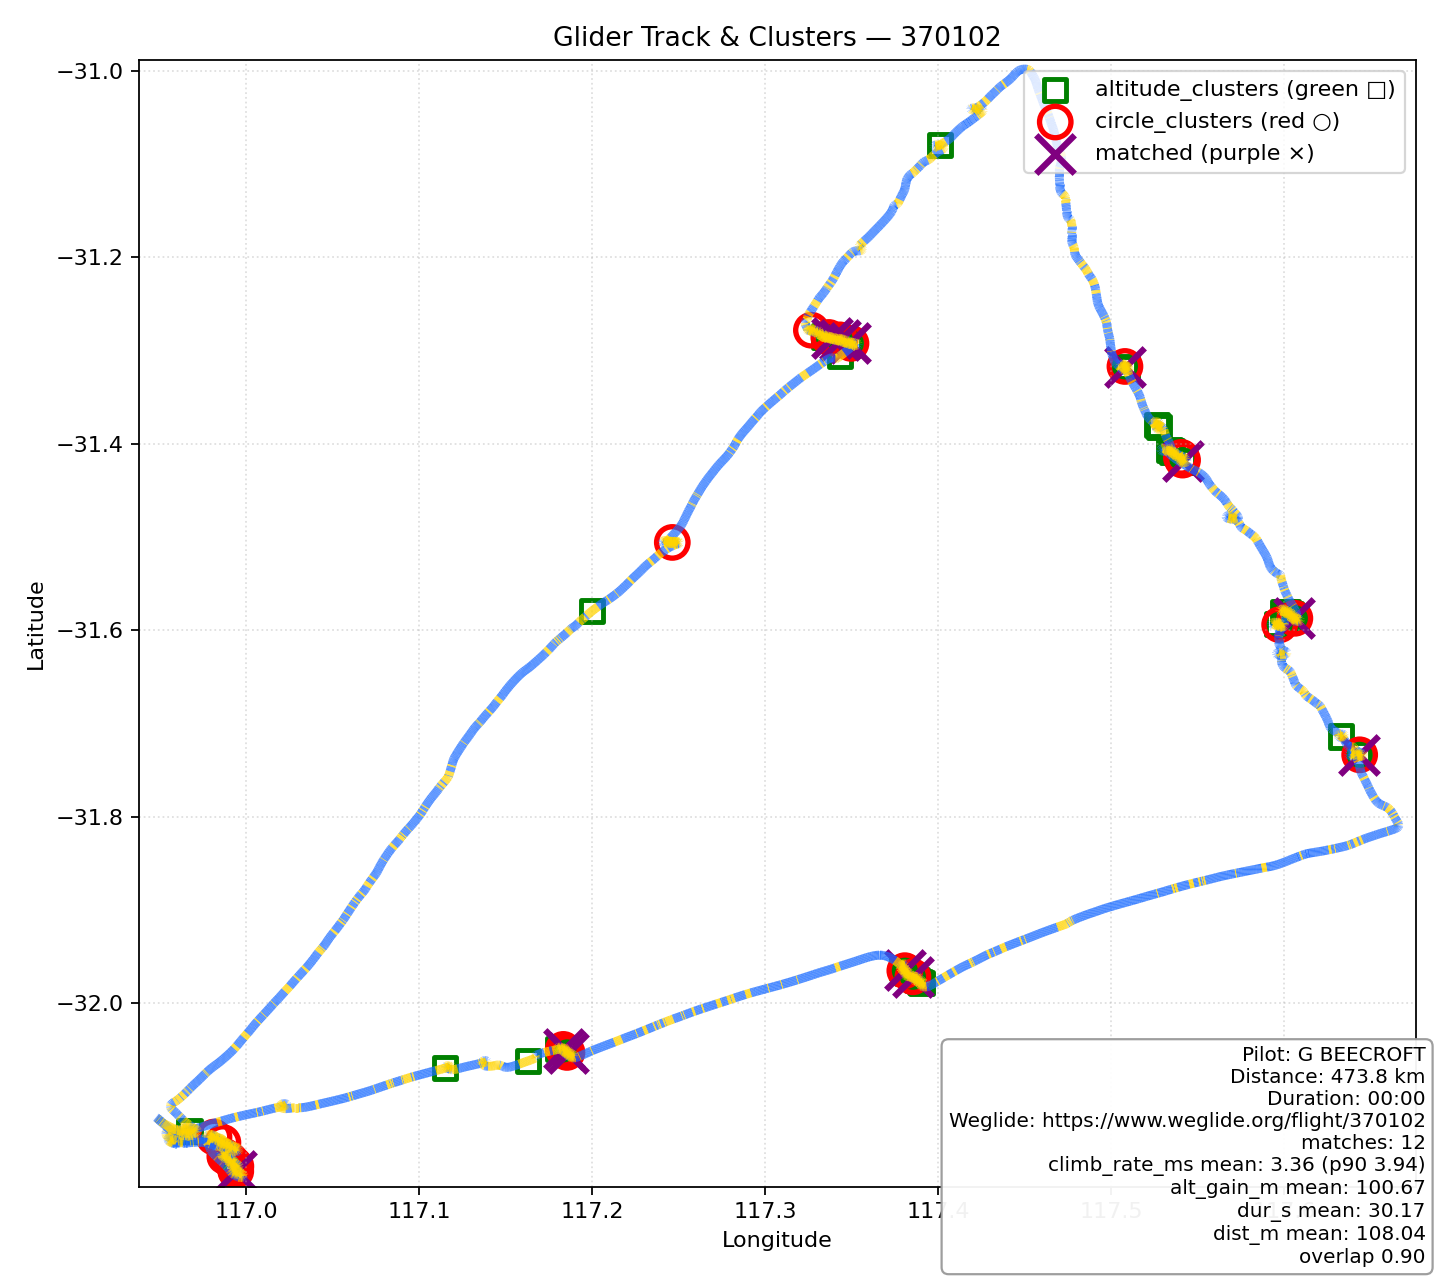 Glider Track & Clusters — 370102
altitude_clusters (green □)
circle_clusters (red ○)
matched (purple ×)
−31.0
−31.2
−31.4
−31.6
−31.8
−32.0
Latitude
117.0
117.1
117.2
117.3
117.4
117.5
Longitude
Pilot: G BEECROFT
Distance: 473.8 km
Duration: 00:00
Weglide: https://www.weglide.org/flight/370102
matches: 12
climb_rate_ms mean: 3.36 (p90 3.94)
alt_gain_m mean: 100.67
dur_s mean: 30.17
dist_m mean: 108.04
overlap 0.90